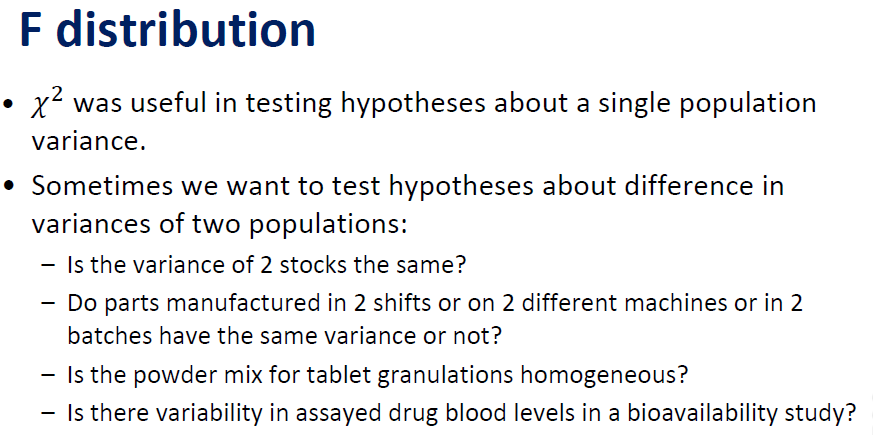 F distribution
• χ² was useful in testing hypotheses about a single population
variance.
• Sometimes we want to test hypotheses about difference in
variances of two populations:
– Is the variance of 2 stocks the same?
– Do parts manufactured in 2 shifts or on 2 different machines or in 2
batches have the same variance or not?
– Is the powder mix for tablet granulations homogeneous?
– Is there variability in assayed drug blood levels in a bioavailability study?